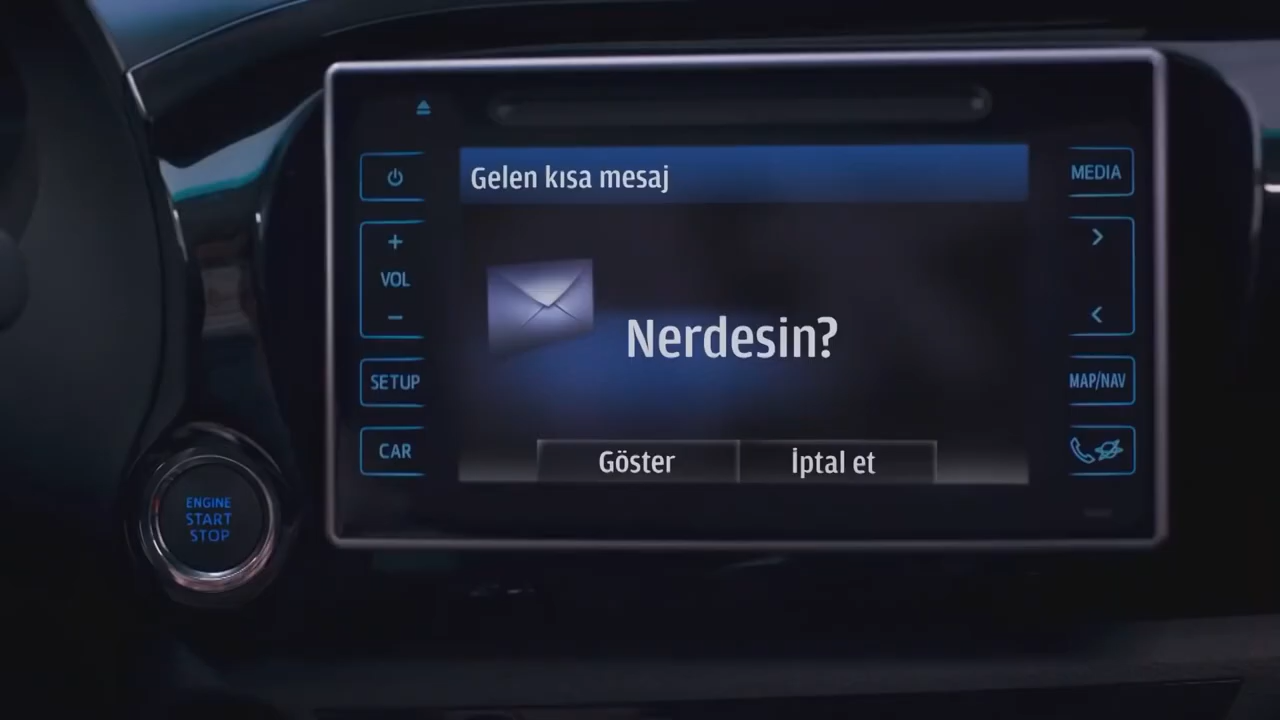 Gelen kısa mesaj
MEDIA
+
VOL
−
Nerdesin?
SETUP
MAP/NAV
CAR
Göster
İptal et
ENGINE
START
STOP